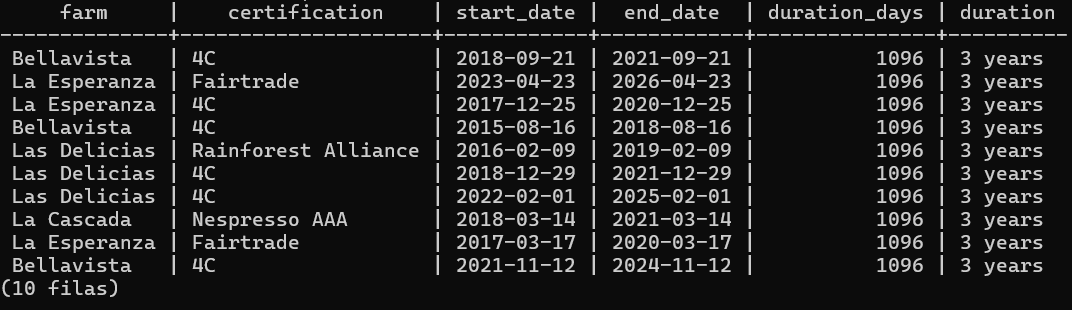 farm | certification | start_date | end_date | duration_days | duration
-------------+---------------------+------------+------------+---------------+----------
Bellavista | 4C | 2018-09-21 | 2021-09-21 | 1096 | 3 years
La Esperanza | Fairtrade | 2023-04-23 | 2026-04-23 | 1096 | 3 years
La Esperanza | 4C | 2017-12-25 | 2020-12-25 | 1096 | 3 years
Bellavista | 4C | 2015-08-16 | 2018-08-16 | 1096 | 3 years
Las Delicias | Rainforest Alliance | 2016-02-09 | 2019-02-09 | 1096 | 3 years
Las Delicias | 4C | 2018-12-29 | 2021-12-29 | 1096 | 3 years
Las Delicias | 4C | 2022-02-01 | 2025-02-01 | 1096 | 3 years
La Cascada | Nespresso AAA | 2018-03-14 | 2021-03-14 | 1096 | 3 years
La Esperanza | Fairtrade | 2017-03-17 | 2020-03-17 | 1096 | 3 years
Bellavista | 4C | 2021-11-12 | 2024-11-12 | 1096 | 3 years
(10 filas)